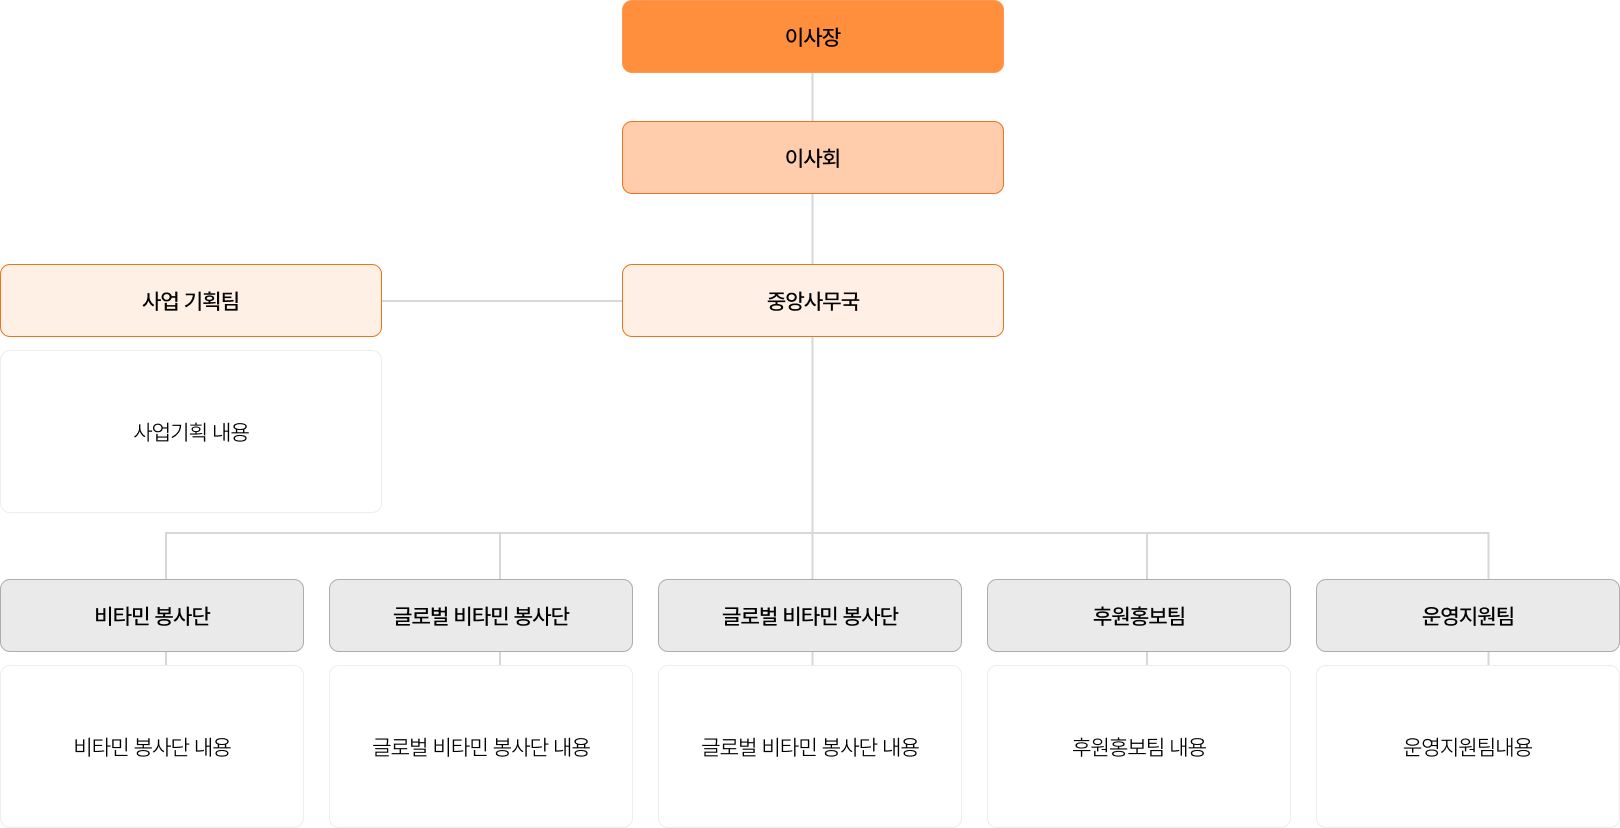 이사장
이사회
사업 기획팀
중앙사무국
사업기획 내용
비타민 봉사단
글로벌 비타민 봉사단
글로벌 비타민 봉사단
후원홍보팀
운영지원팀
비타민 봉사단 내용
글로벌 비타민 봉사단 내용
글로벌 비타민 봉사단 내용
후원홍보팀 내용
운영지원팀내용